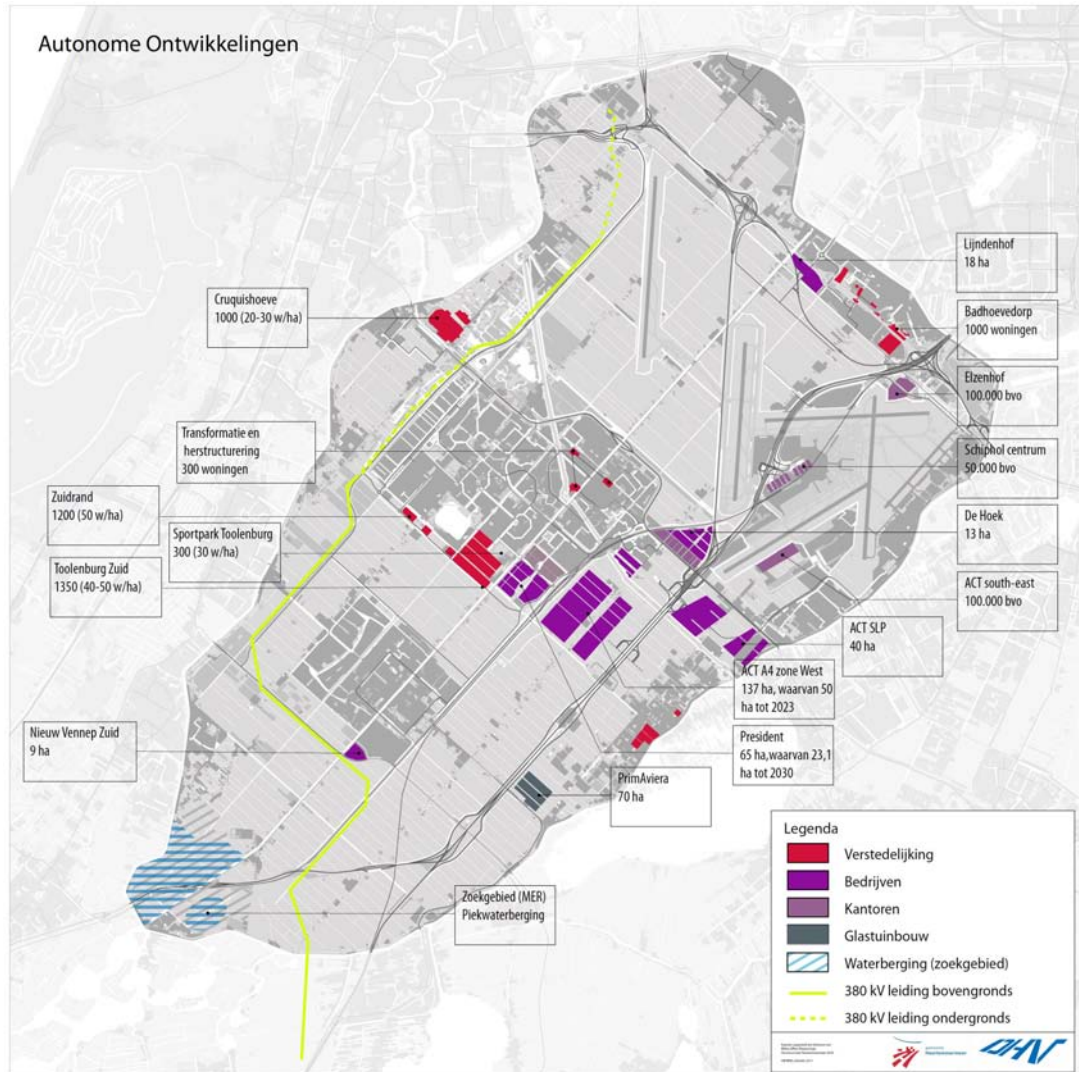 Autonome Ontwikkelingen
Lijndenhof
18 ha
Cruquishoeve
1000 (20-30 w/ha)
Badhoevedorp
1000 woningen
Elzenhof
100.000 bvo
Transformatie en
herstructurering
300 woningen
Schiphol centrum
50.000 bvo
Zuidrand
1200 (50 w/ha)
Sportpark Toolenburg
300 (30 w/ha)
De Hoek
13 ha
Toolenburg Zuid
1350 (40-50 w/ha)
ACT south-east
100.000 bvo
ACT SLP
40 ha
ACT A4 zone West
137 ha, waarvan 50
ha tot 2023
Nieuw Vennep Zuid
9 ha
President
65 ha,waarvan 23,1
ha tot 2030
PrimAviera
70 ha
Zoekgebied (MER)
Piekwaterberging
Legenda
Verstedelijking
Bedrijven
Kantoren
Glastuinbouw
Waterberging (zoekgebied)
380 kV leiding bovengronds
380 kV leiding ondergronds
DHV